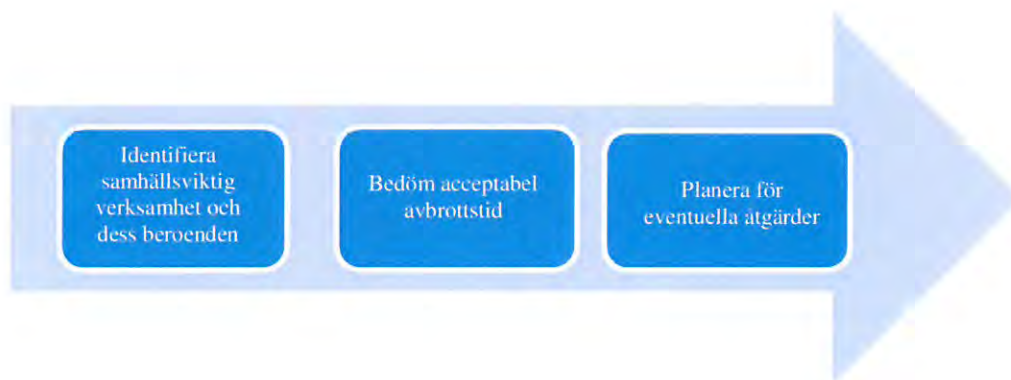 Identifiera
samhällsviktig
verksamhet och
dess beroenden
Bedöm acceptabel
avbrottstid
Planera för
eventuella åtgärder